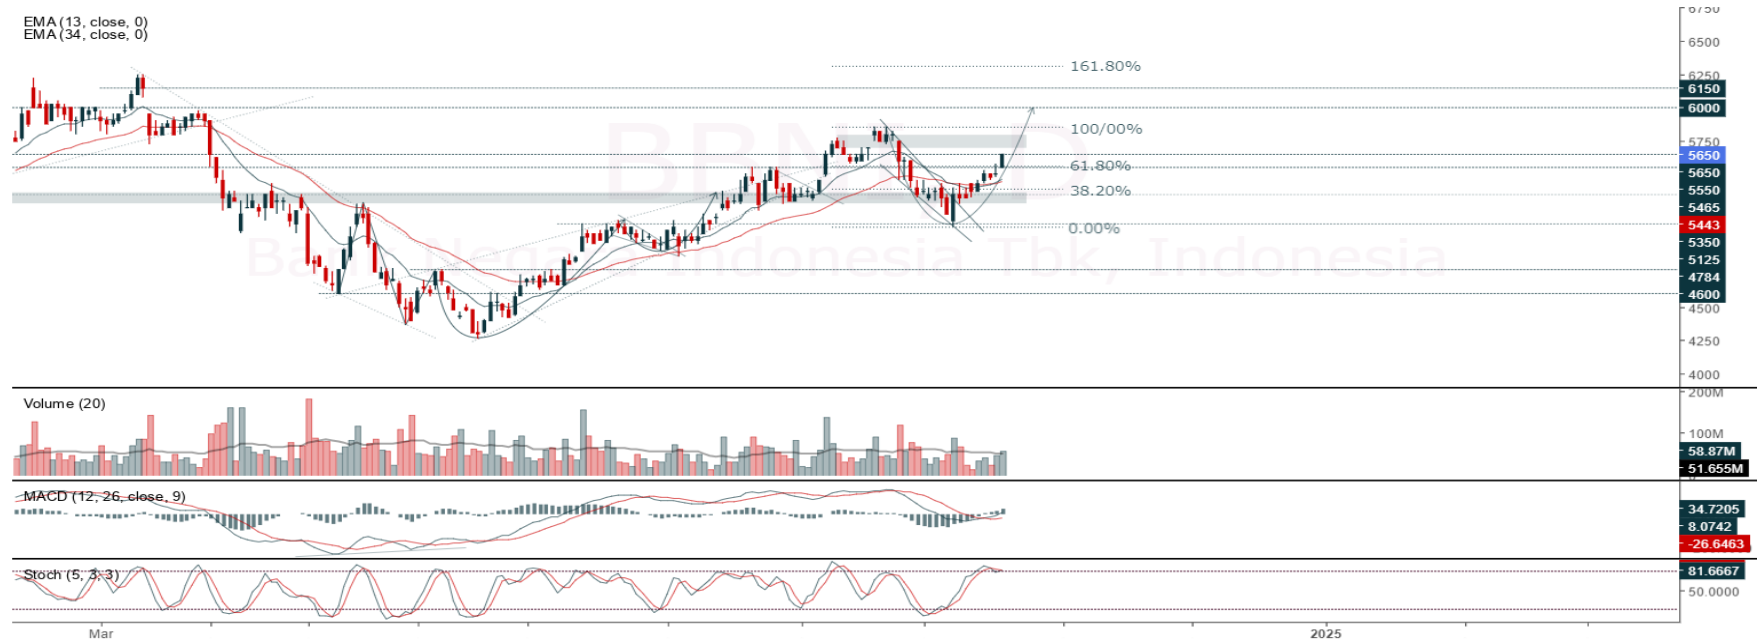 EMA (13, close, 0)
EMA (34, close, 0)
6750
6500
161.80%
6250
6150
6000
100/00%
5750
5650
61.80%
5650
38.20%
5550
5465
0.00%
5443
5350
Indonesia Tbk, Indonesia
5125
4784
4600
4500
4250
4000
Volume (20)
200M
100M
58.87M
51.655M
0
MACD (12, 26, close, 9)
34.7205
8.0742
-26.6463
Stoch (5, 3, 3)
81.6667
50.0000
Mar
2025